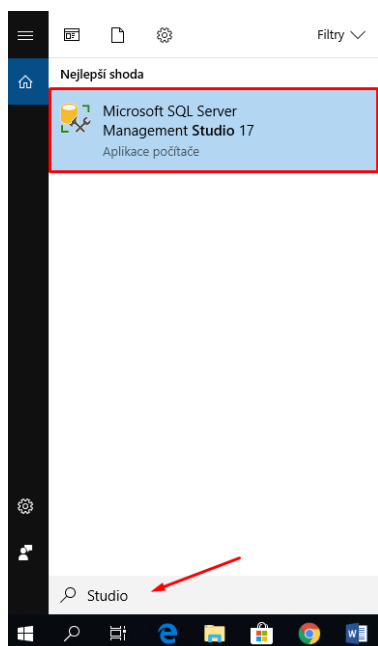 Filtry
Nejlepší shoda
Microsoft SQL Server
Management Studio 17
Aplikace počítače
Studio